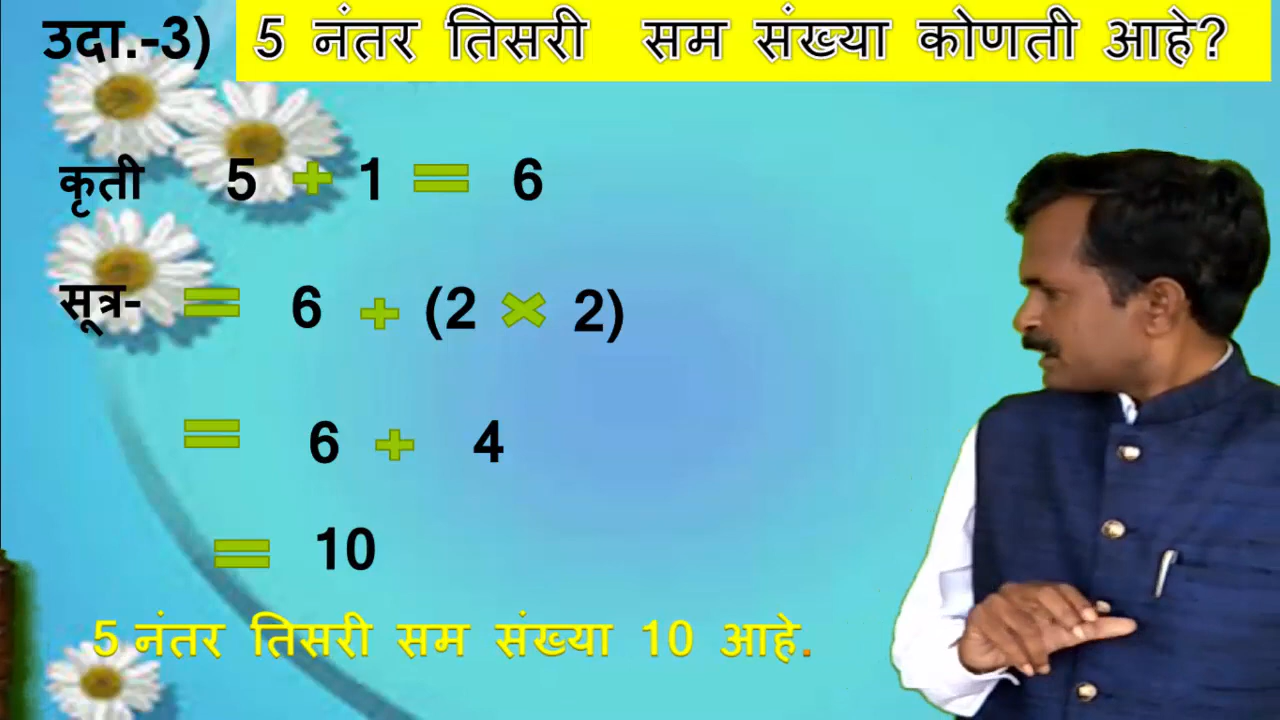 उदा.-3) 5 नंतर तिसरी सम संख्या कोणती आहे?
कृती 5 + 1 = 6
सूत्र- = 6 + (2 × 2)
= 6 + 4
= 10
5 नंतर तिसरी सम संख्या 10 आहे.